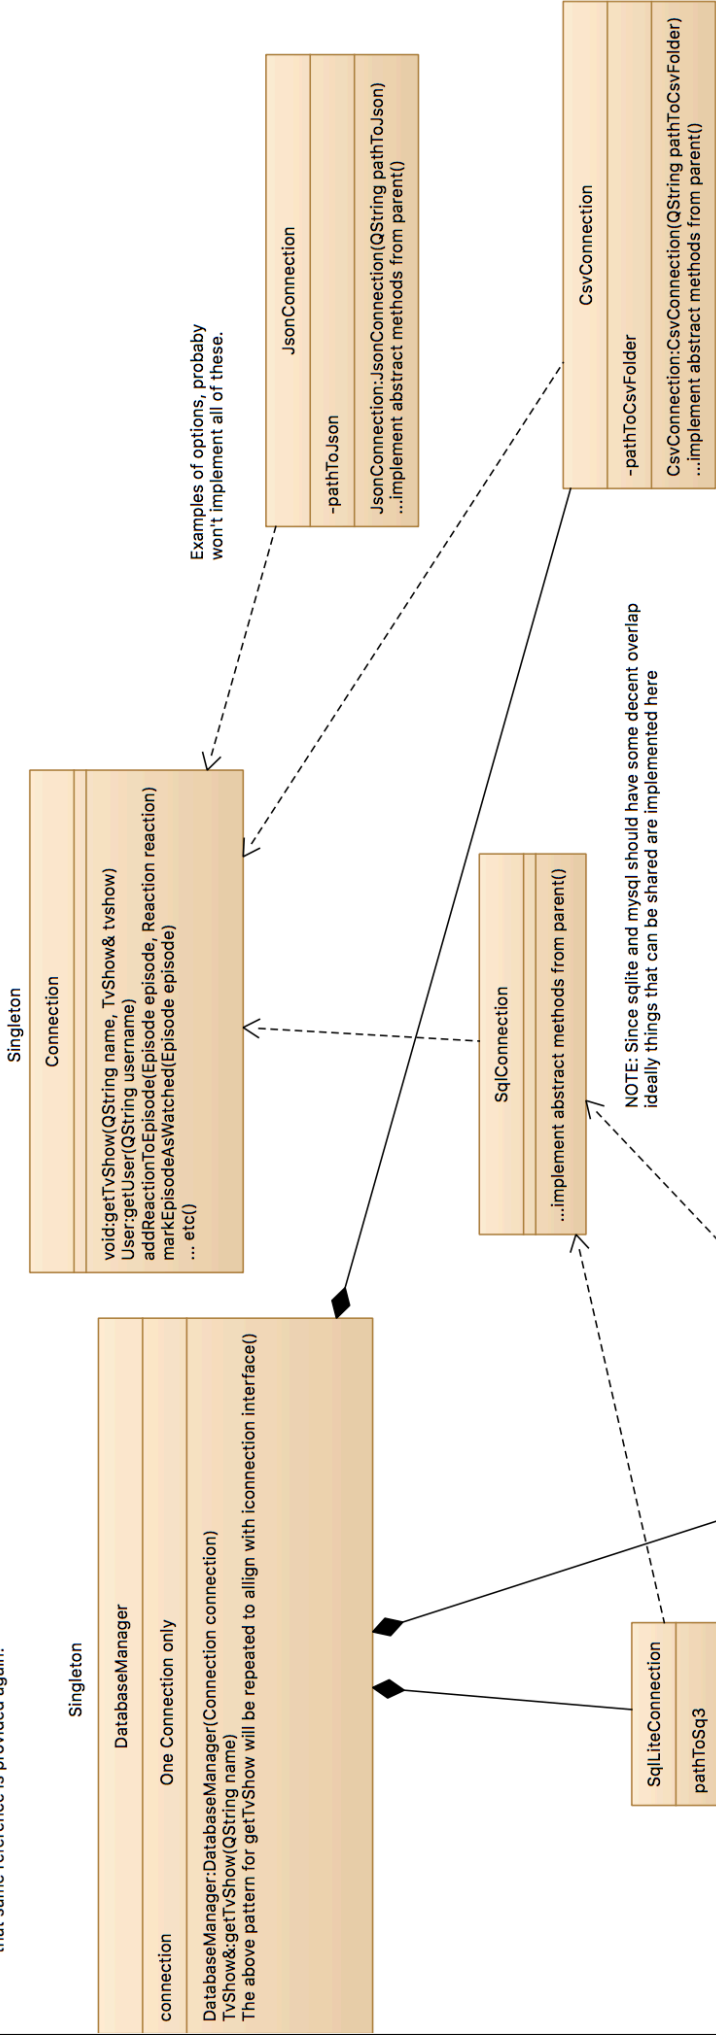 that same reference is provided again.
Singleton
DatabaseManager
connection One Connection only
DatabaseManager:DatabaseManager(Connection connection)
TvShow&:getTvShow(QString name)
The above pattern for getTvShow will be repeated to allign with iconnection interface()
Singleton
Connection
void:getTvShow(QString name, TvShow& tvshow)
User:getUser(QString username)
addReactionToEpisode(Episode episode, Reaction reaction)
markEpisodeAsWatched(Episode episode)
... etc()
Examples of options, probaby
won't implement all of these.
JsonConnection
-pathToJson
JsonConnection:JsonConnection(QString pathToJson)
...implement abstract methods from parent()
SqlConnection
...implement abstract methods from parent()
NOTE: Since sqlite and mysql should have some decent overlap
ideally things that can be shared are implemented here
CsvConnection
-pathToCsvFolder
CsvConnection:CsvConnection(QString pathToCsvFolder)
...implement abstract methods from parent()
SqlLiteConnection
pathToSq3